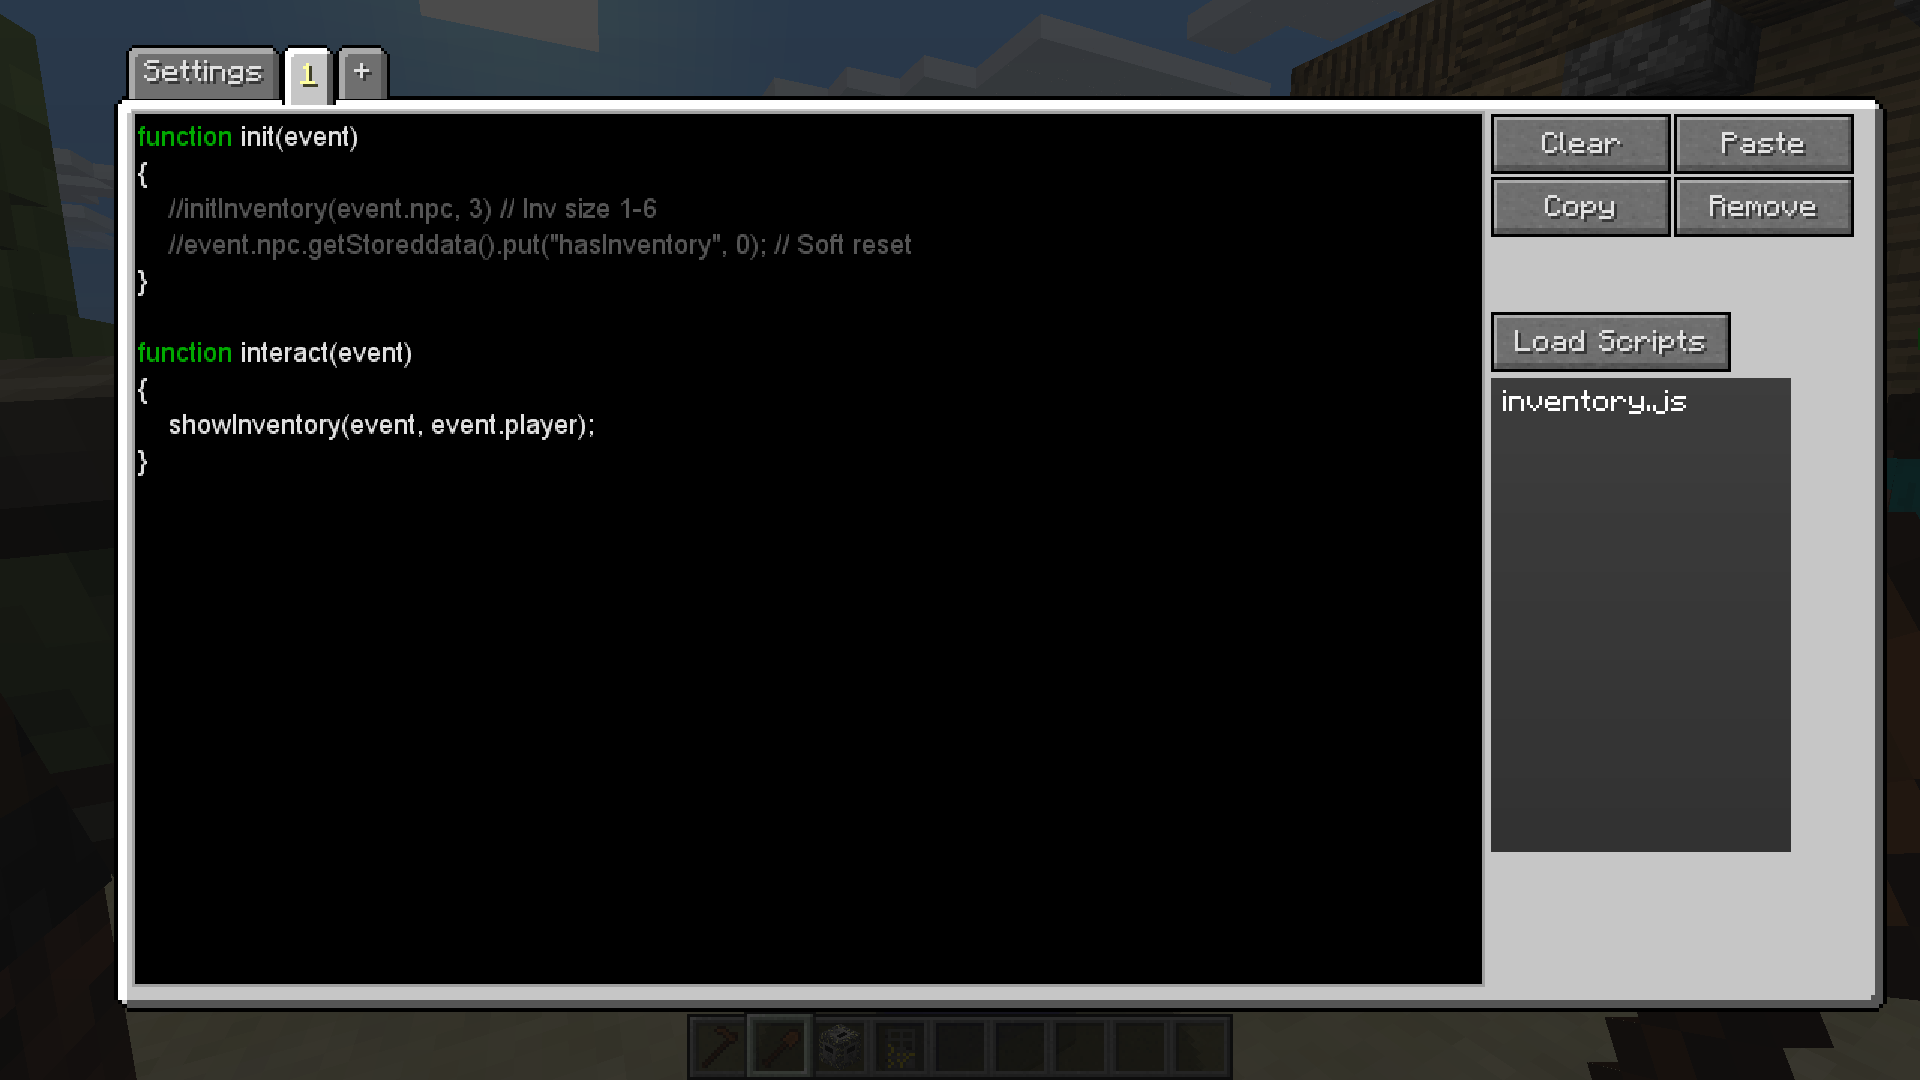 Settings 1 +
function init(event)
{
//initInventory(event.npc, 3) // Inv size 1-6
//event.npc.getStoreddata().put("hasInventory", 0); // Soft reset
}
function interact(event)
{
showInventory(event, event.player);
}
Clear Paste
Copy Remove
Load Scripts
inventory.js